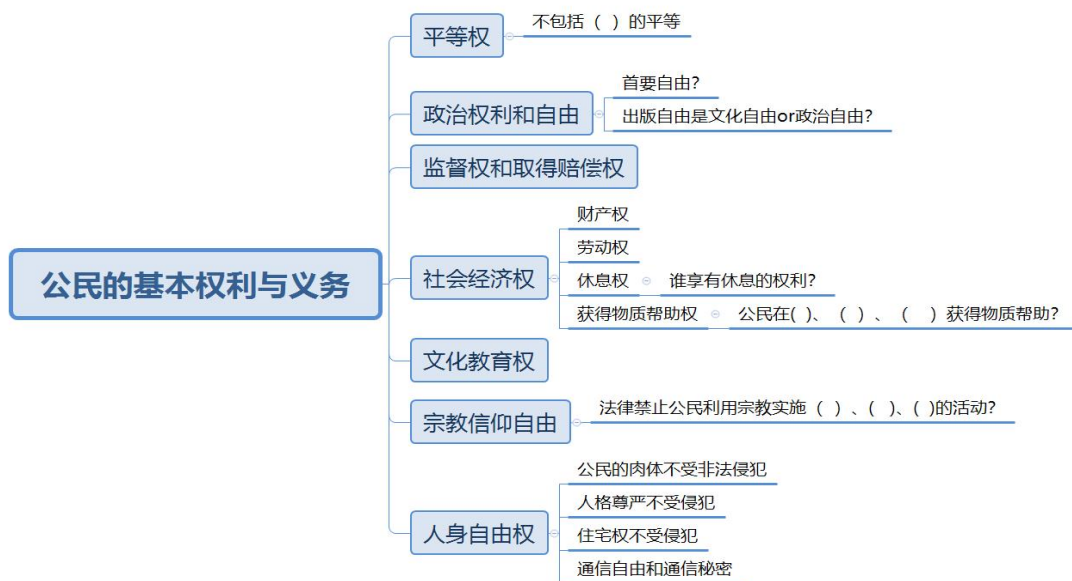 平等权
不包括（ ）的平等
政治权利和自由
首要自由?
出版自由是文化自由or政治自由?
监督权和取得赔偿权
公民的基本权利与义务
社会经济权
财产权
劳动权
休息权
谁享有休息的权利?
获得物质帮助权
公民在( )、（ ）、（ ）获得物质帮助?
文化教育权
宗教信仰自由
法律禁止公民利用宗教实施（ ）、( )、( )的活动?
人身自由权
公民的肉体不受非法侵犯
人格尊严不受侵犯
住宅权不受侵犯
通信自由和通信秘密